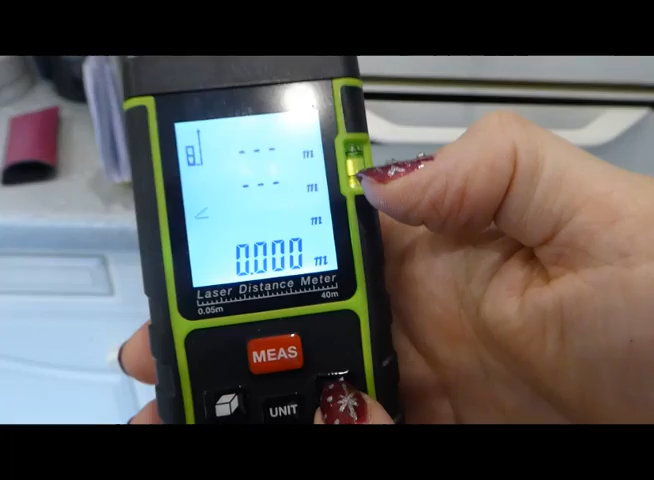 --- m
--- m
m
0.000 m
Laser Distance Meter
0.05m 40m
MEAS
UNIT